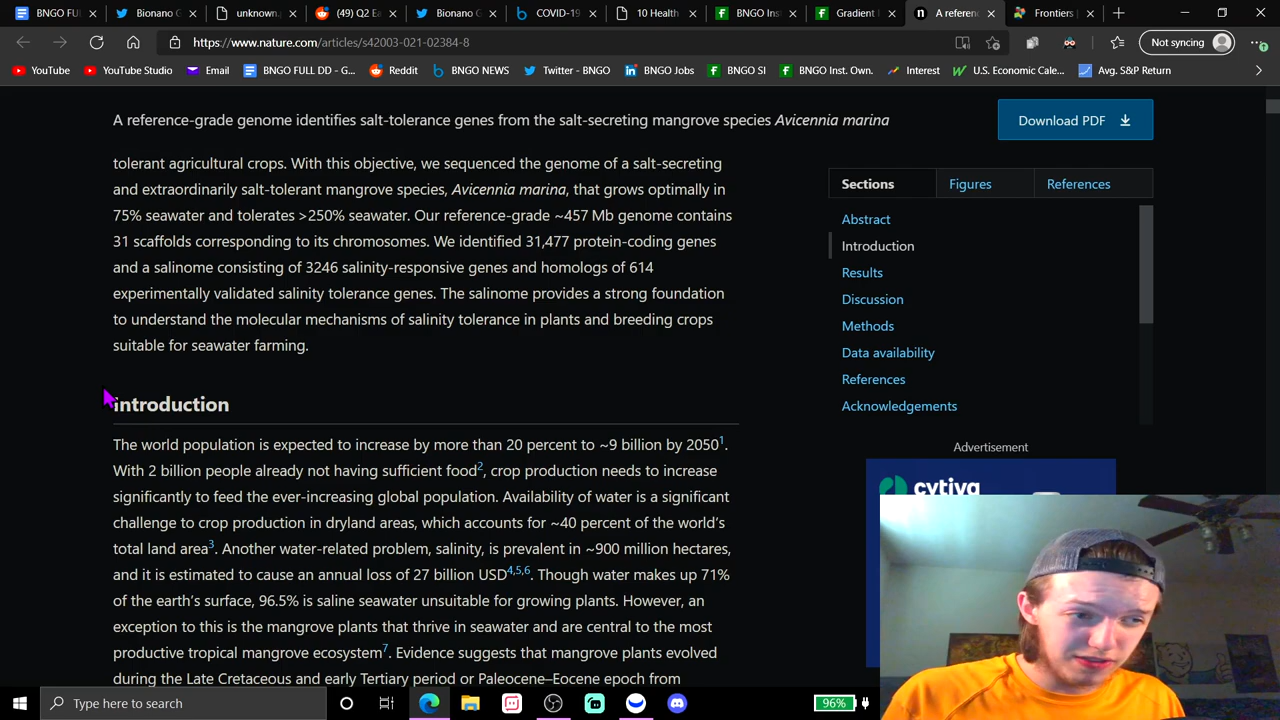 BNGO FUL
Bionano G
unknown.
(49) Q2 Ea
Bionano G
COVID-19
10 Health
BNGO Inst
Gradient
A referenc
Frontiers |
https://www.nature.com/articles/s42003-021-02384-8
Not syncing
YouTube
YouTube Studio
Email
BNGO FULL DD - G...
Reddit
BNGO NEWS
Twitter - BNGO
BNGO Jobs
BNGO SI
BNGO Inst. Own.
Interest
U.S. Economic Cale...
Avg. S&P Return
A reference-grade genome identifies salt-tolerance genes from the salt-secreting mangrove species Avicennia marina
Download PDF
tolerant agricultural crops. With this objective, we sequenced the genome of a salt-secreting
and extraordinarily salt-tolerant mangrove species, Avicennia marina, that grows optimally in
75% seawater and tolerates >250% seawater. Our reference-grade ~457 Mb genome contains
31 scaffolds corresponding to its chromosomes. We identified 31,477 protein-coding genes
and a salinome consisting of 3246 salinity-responsive genes and homologs of 614
experimentally validated salinity tolerance genes. The salinome provides a strong foundation
to understand the molecular mechanisms of salinity tolerance in plants and breeding crops
suitable for seawater farming.
Introduction
The world population is expected to increase by more than 20 percent to ~9 billion by 2050¹.
With 2 billion people already not having sufficient food², crop production needs to increase
significantly to feed the ever-increasing global population. Availability of water is a significant
challenge to crop production in dryland areas, which accounts for ~40 percent of the world's
total land area³. Another water-related problem, salinity, is prevalent in ~900 million hectares,
and it is estimated to cause an annual loss of 27 billion USD⁴,⁵,⁶. Though water makes up 71%
of the earth's surface, 96.5% is saline seawater unsuitable for growing plants. However, an
exception to this is the mangrove plants that thrive in seawater and are central to the most
productive tropical mangrove ecosystem⁷. Evidence suggests that mangrove plants evolved
during the Late Cretaceous and early Tertiary period or Paleocene–Eocene epoch from
Sections
Figures
References
Abstract
Introduction
Results
Discussion
Methods
Data availability
References
Acknowledgements
Advertisement
cytiva
Type here to search
96%